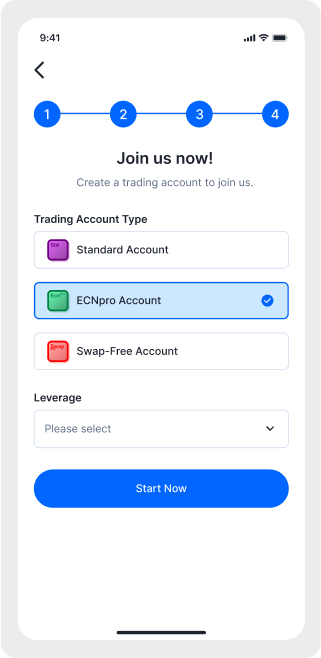 9:41
1 2 3 4
Join us now!
Create a trading account to join us.
Trading Account Type
Std
Standard Account
Ecn
ECNpro Account
Swap
Swap-Free Account
Leverage
Please select
Start Now